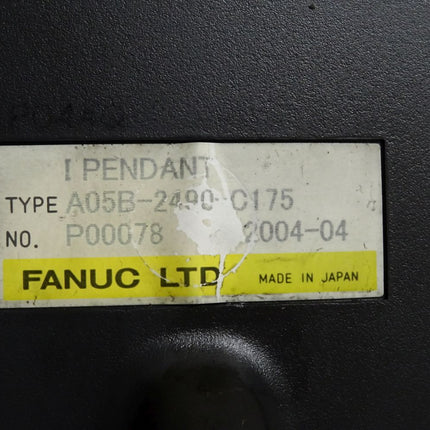 I PENDANT
TYPE A05B-2490-C175
NO. P00078 2004-04
FANUC LTD MADE IN JAPAN